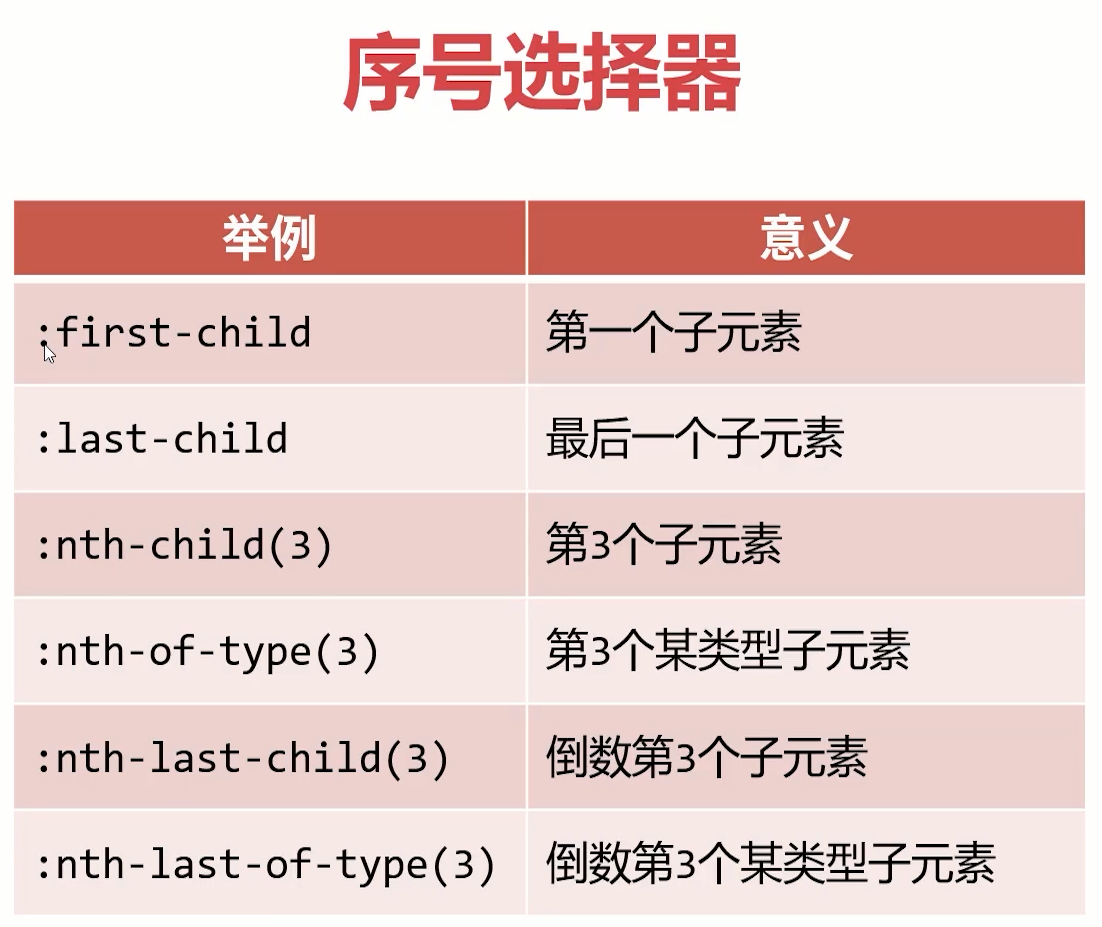 序号选择器
举例 意义
:first-child 第一个子元素
:last-child 最后一个子元素
:nth-child(3) 第3个子元素
:nth-of-type(3) 第3个某类型子元素
:nth-last-child(3) 倒数第3个子元素
:nth-last-of-type(3) 倒数第3个某类型子元素